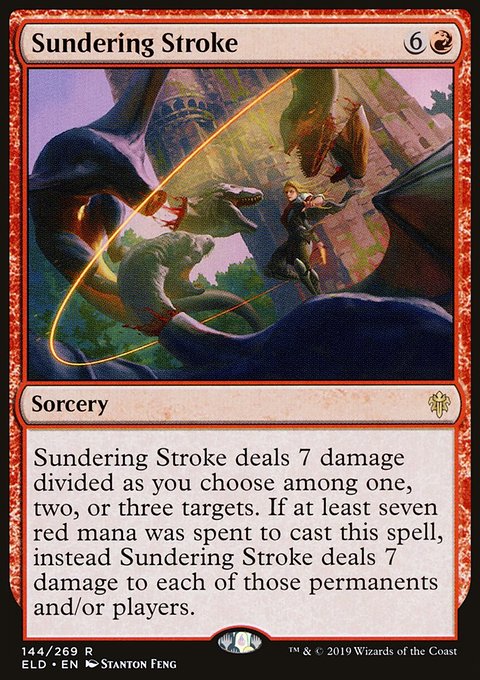 Sundering Stroke 6
Sorcery
Sundering Stroke deals 7 damage
divided as you choose among one,
two, or three targets. If at least seven
red mana was spent to cast this spell,
instead Sundering Stroke deals 7
damage to each of those permanents
and/or players.
144/269 R
ELD • EN Stanton Feng
™ & © 2019 Wizards of the Coast